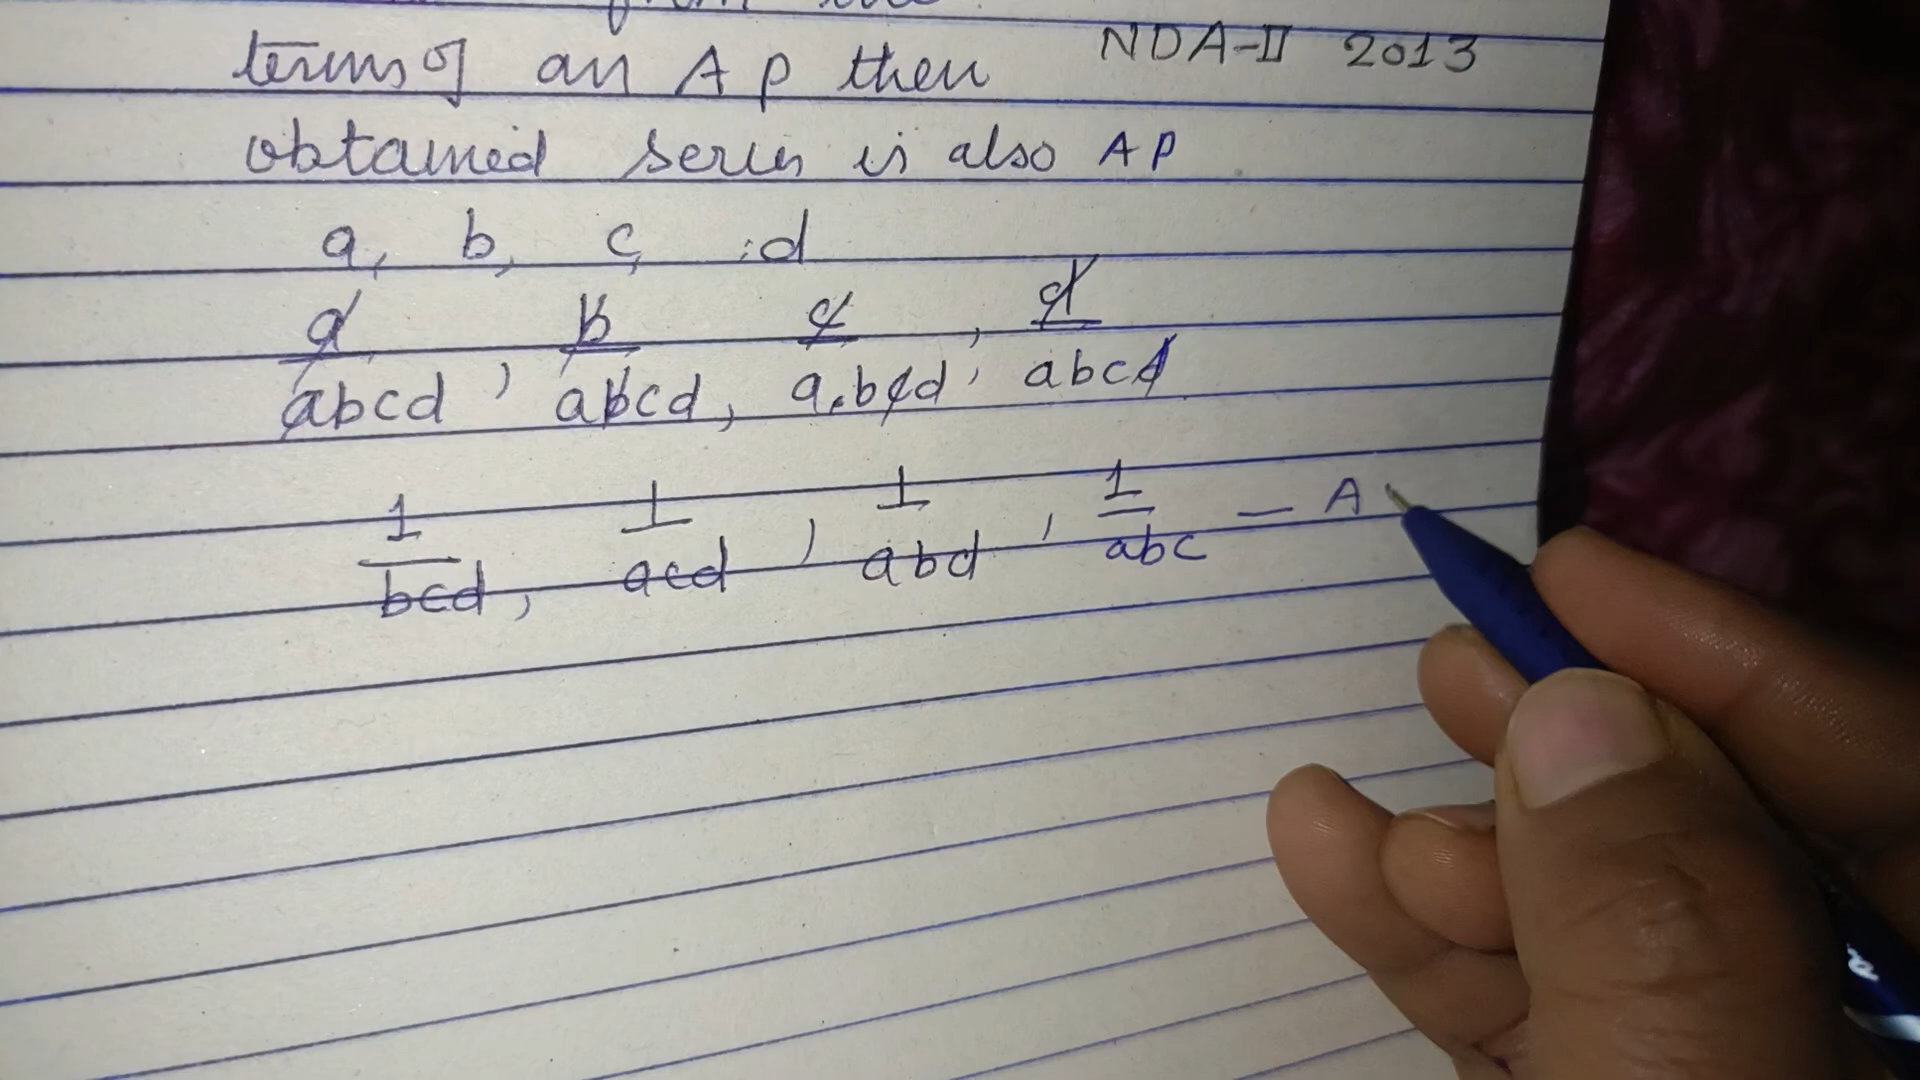 terms of an AP then NDA-II 2013
obtained series is also AP
a, b, c, d
a/abcd, b/abcd, c/abcd, d/abcd
1/bcd, 1/acd, 1/abd, 1/abc — A